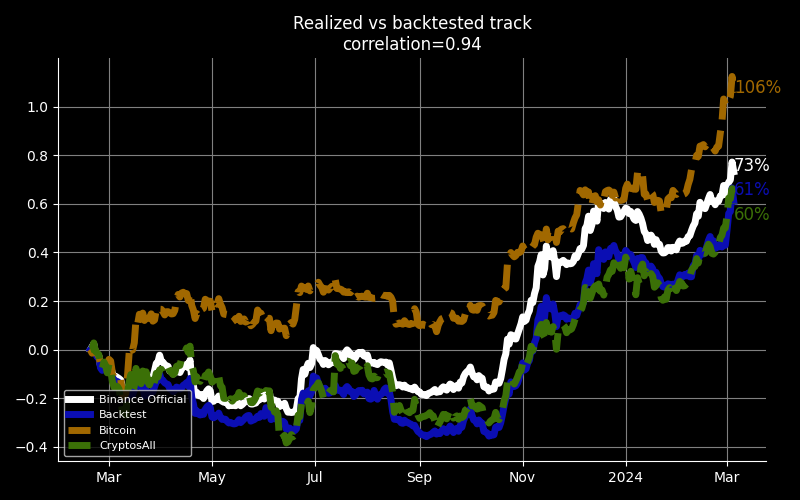 Realized vs backtested track
correlation=0.94
1.0
0.8
0.6
0.4
0.2
0.0
−0.2
−0.4
106%
73%
61%
60%
Binance Official
Backtest
Bitcoin
CryptosAll
Mar
May
Jul
Sep
Nov
2024
Mar